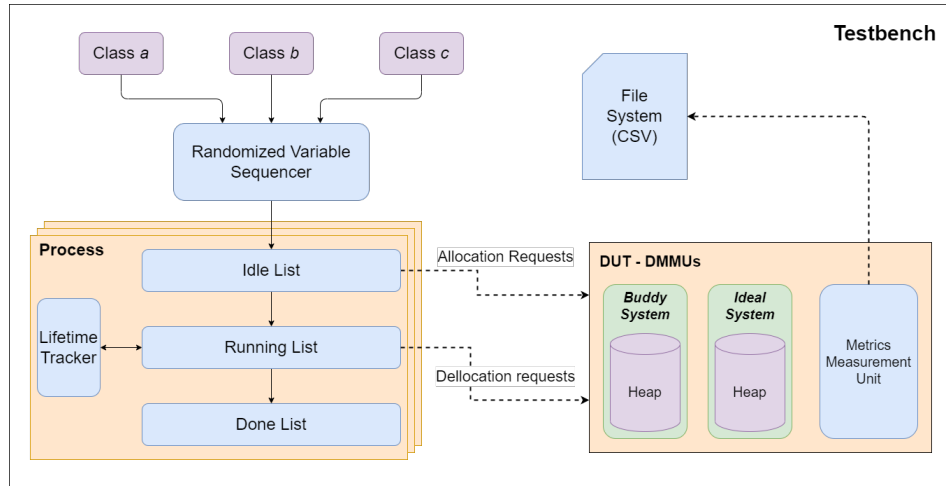 Testbench
Class a
Class b
Class c
File
System
(CSV)
Randomized Variable
Sequencer
Process
Idle List
Allocation Requests
DUT - DMMUs
Buddy
System
Ideal
System
Lifetime
Tracker
Running List
Metrics
Measurement
Unit
Dellocation requests
Heap
Heap
Done List